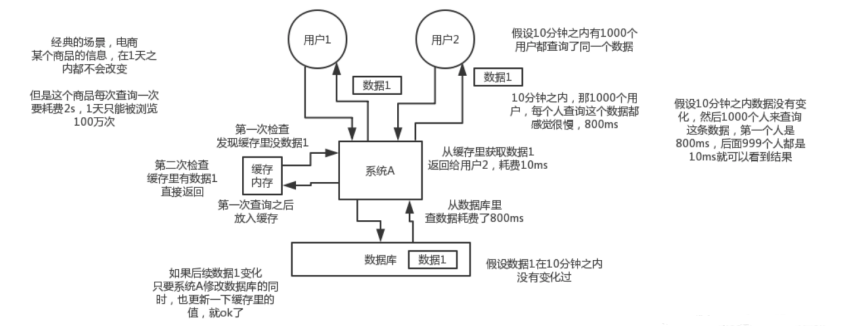 经典的场景，电商
某个商品的信息，在1天之
内都不会改变
但是这个商品每次查询一次
要耗费2s，1天只能被浏览
100万次
用户1
用户2
数据1
数据1
假设10分钟之内有1000个
用户都查询了同一个数据
10分钟之内，那1000个用
户，每个人查询这个数据都
感觉很慢，800ms
假设10分钟之内数据没有变
化，然后1000个人来查询
这条数据，第一个人是
800ms，后面999个人都是
10ms就可以看到结果
第一次检查
发现缓存里没数据1
第二次检查
缓存里有数据1
直接返回
缓存
内存
第一次查询之后
放入缓存
系统A
从缓存里获取数据1
返回给用户2，耗费10ms
从数据库里
查数据耗费了800ms
数据库
数据1
假设数据1在10分钟之内
没有变化过
如果后续数据1变化
只要系统A修改数据库的同
时，也更新一下缓存里的
值，就ok了